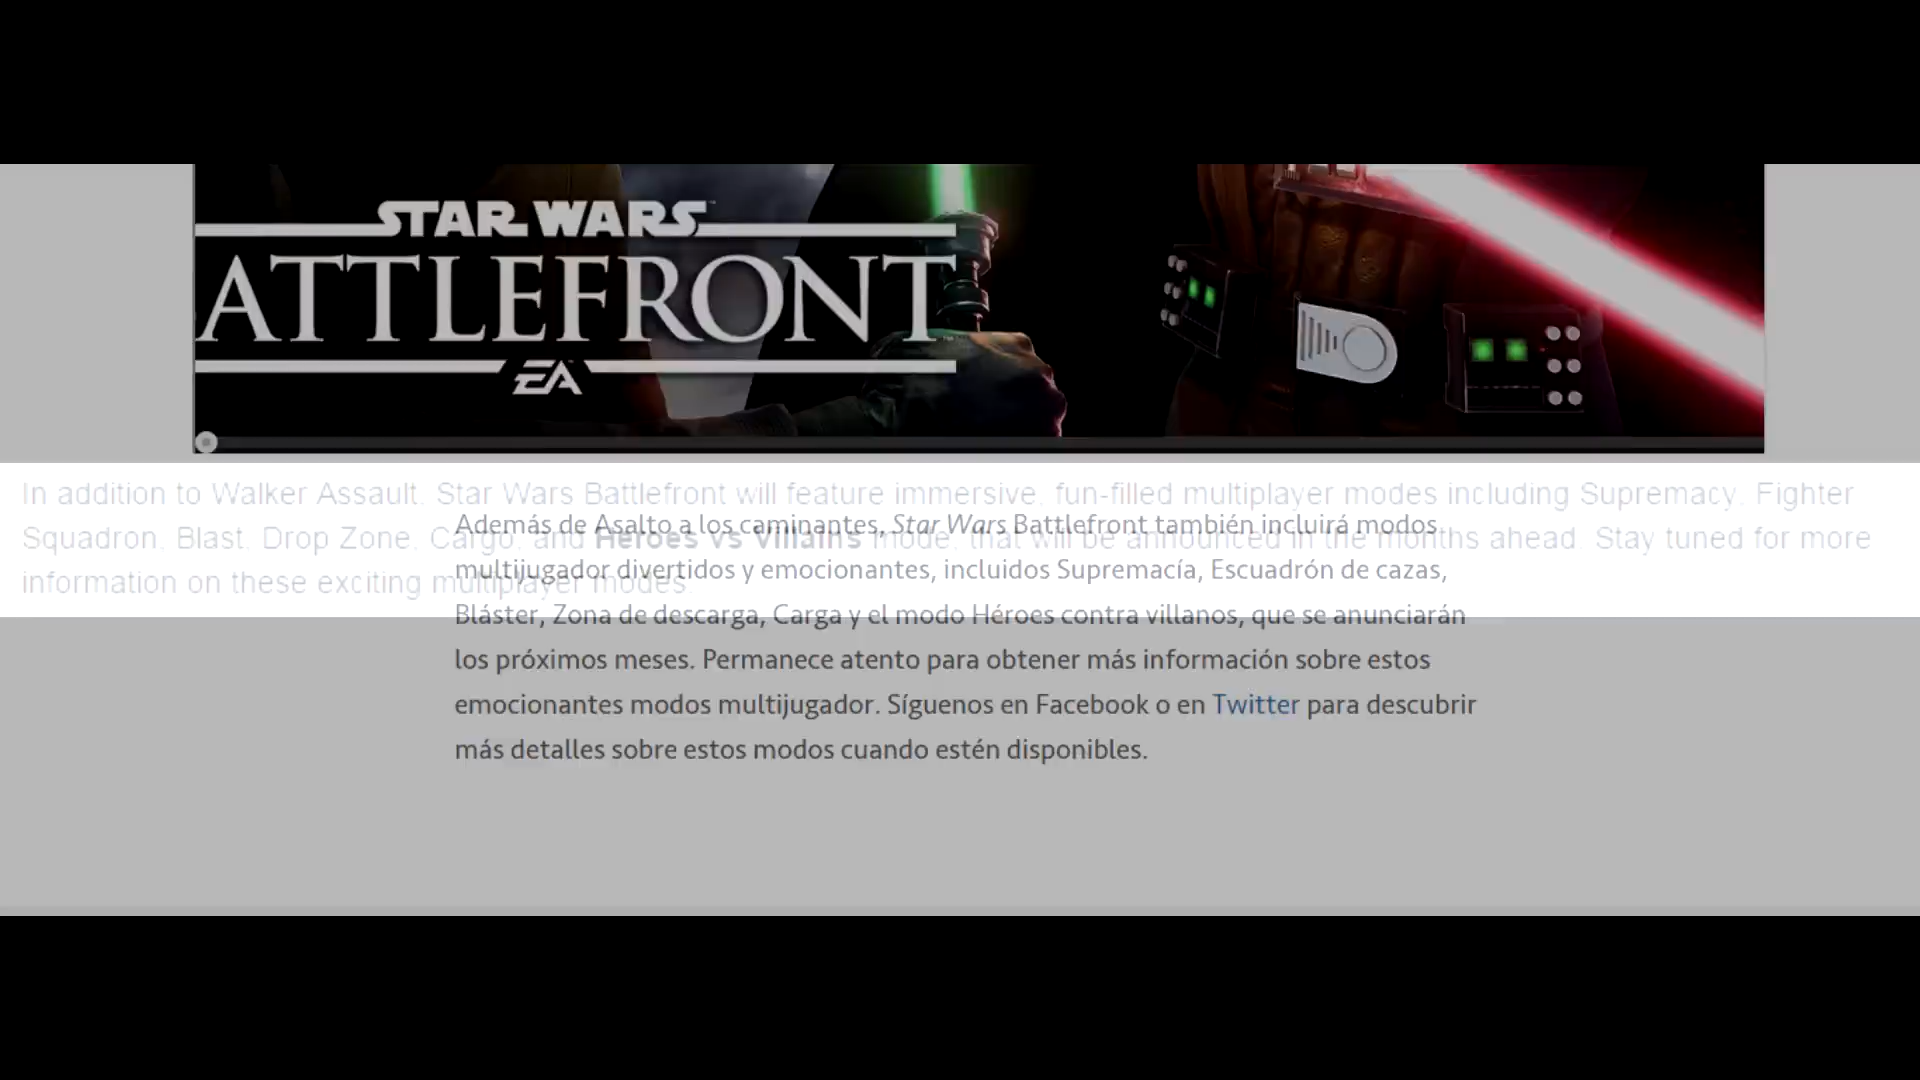 STAR WARS
ATTLEFRONT
EA
In addition to Walker Assault, Star Wars Battlefront will feature immersive, fun-filled multiplayer modes including Supremacy, Fighter
Squadron, Blast, Drop Zone, Cargo, and Heroes vs Villains mode, that will be announced in the months ahead. Stay tuned for more
information on these exciting multiplayer modes.
Además de Asalto a los caminantes, Star Wars Battlefront también incluirá modos
multijugador divertidos y emocionantes, incluidos Supremacía, Escuadrón de cazas,
Bláster, Zona de descarga, Carga y el modo Héroes contra villanos, que se anunciarán
los próximos meses. Permanece atento para obtener más información sobre estos
emocionantes modos multijugador. Síguenos en Facebook o en Twitter para descubrir
más detalles sobre estos modos cuando estén disponibles.